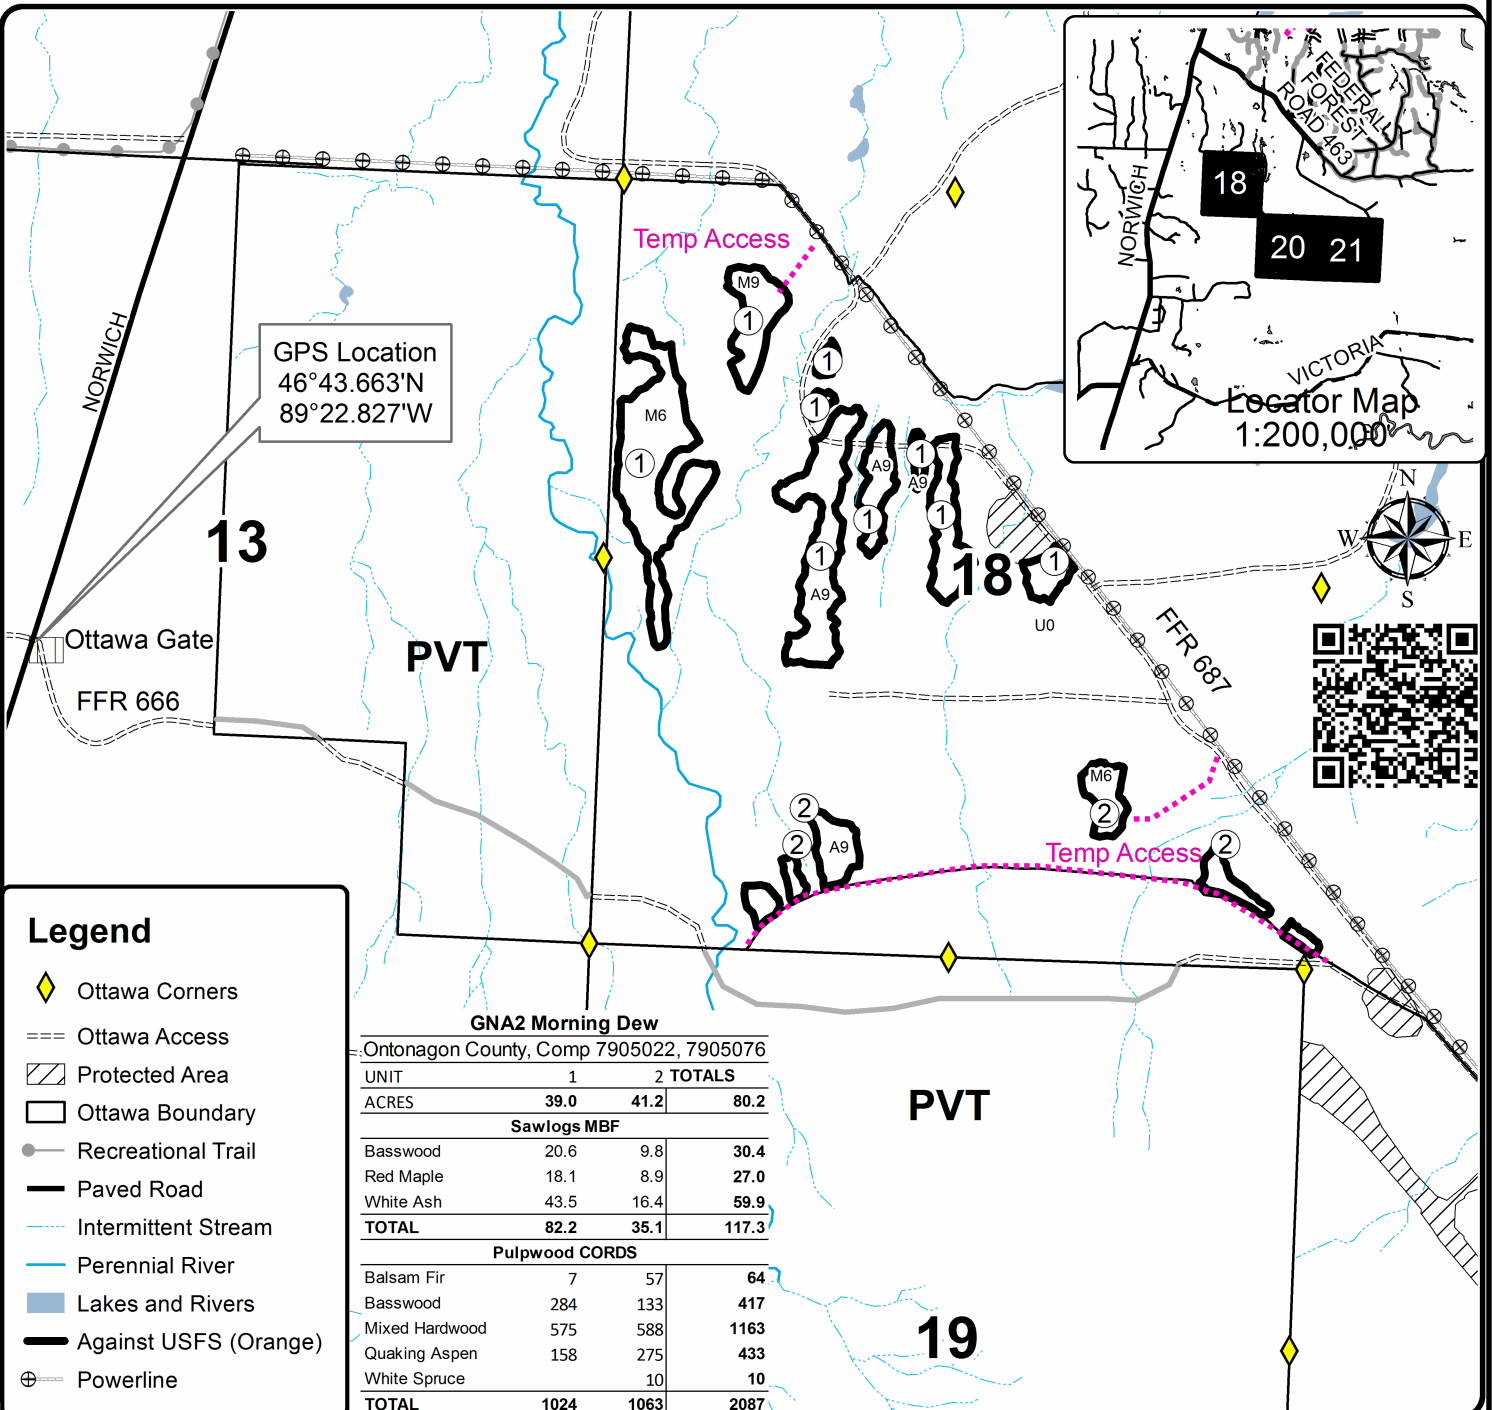 FEDERAL
FOREST
ROAD 463
NORWICH
18
20 21
VICTORIA
Locator Map
1:200,000
Temp Access
M9
1
NORWICH
GPS Location
46°43.663'N
89°22.827'W
1
1
M6
1
A9
1
A9
1
1
1
A9
1
U0
13
18
N
W E
S
Ottawa Gate
PVT
FFR 666
FFR 687
M6
2
2
2
A9
Temp Access
2
Legend
Ottawa Corners
Ottawa Access
Protected Area
Ottawa Boundary
Recreational Trail
Paved Road
Intermittent Stream
Perennial River
Lakes and Rivers
Against USFS (Orange)
Powerline
GNA2 Morning Dew
Ontonagon County, Comp 7905022, 7905076
UNIT 1 2 TOTALS
ACRES 39.0 41.2 80.2
Sawlogs MBF
Basswood 20.6 9.8 30.4
Red Maple 18.1 8.9 27.0
White Ash 43.5 16.4 59.9
TOTAL 82.2 35.1 117.3
Pulpwood CORDS
Balsam Fir 7 57 64
Basswood 284 133 417
Mixed Hardwood 575 588 1163
Quaking Aspen 158 275 433
White Spruce 10 10
TOTAL 1024 1063 2087
PVT
19